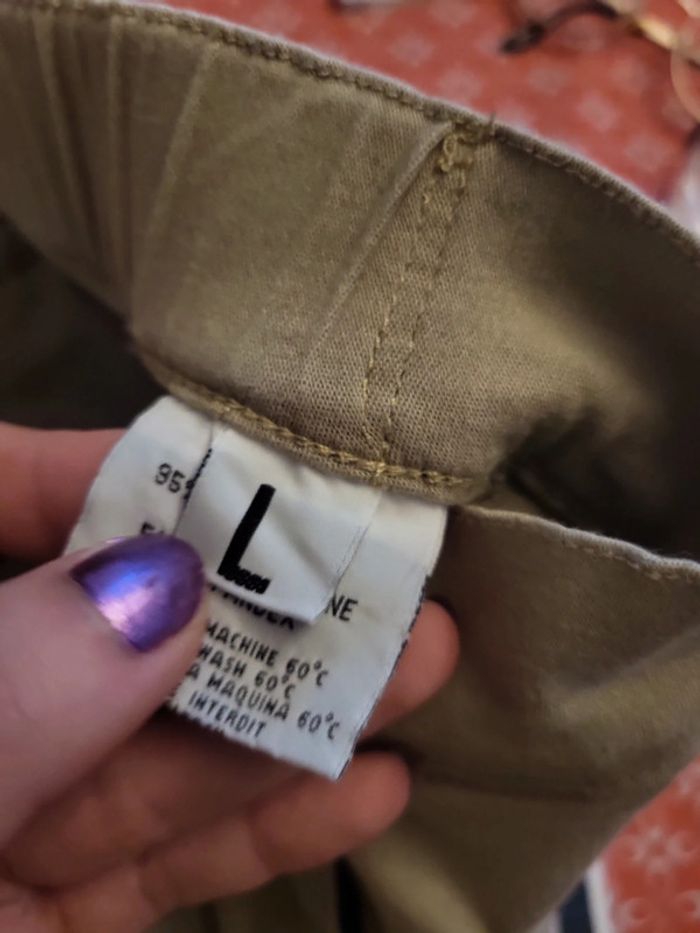 95
L
NE
MACHINE 60°C
WASH 60°C
A MAQUINA 60°C
INTERDIT